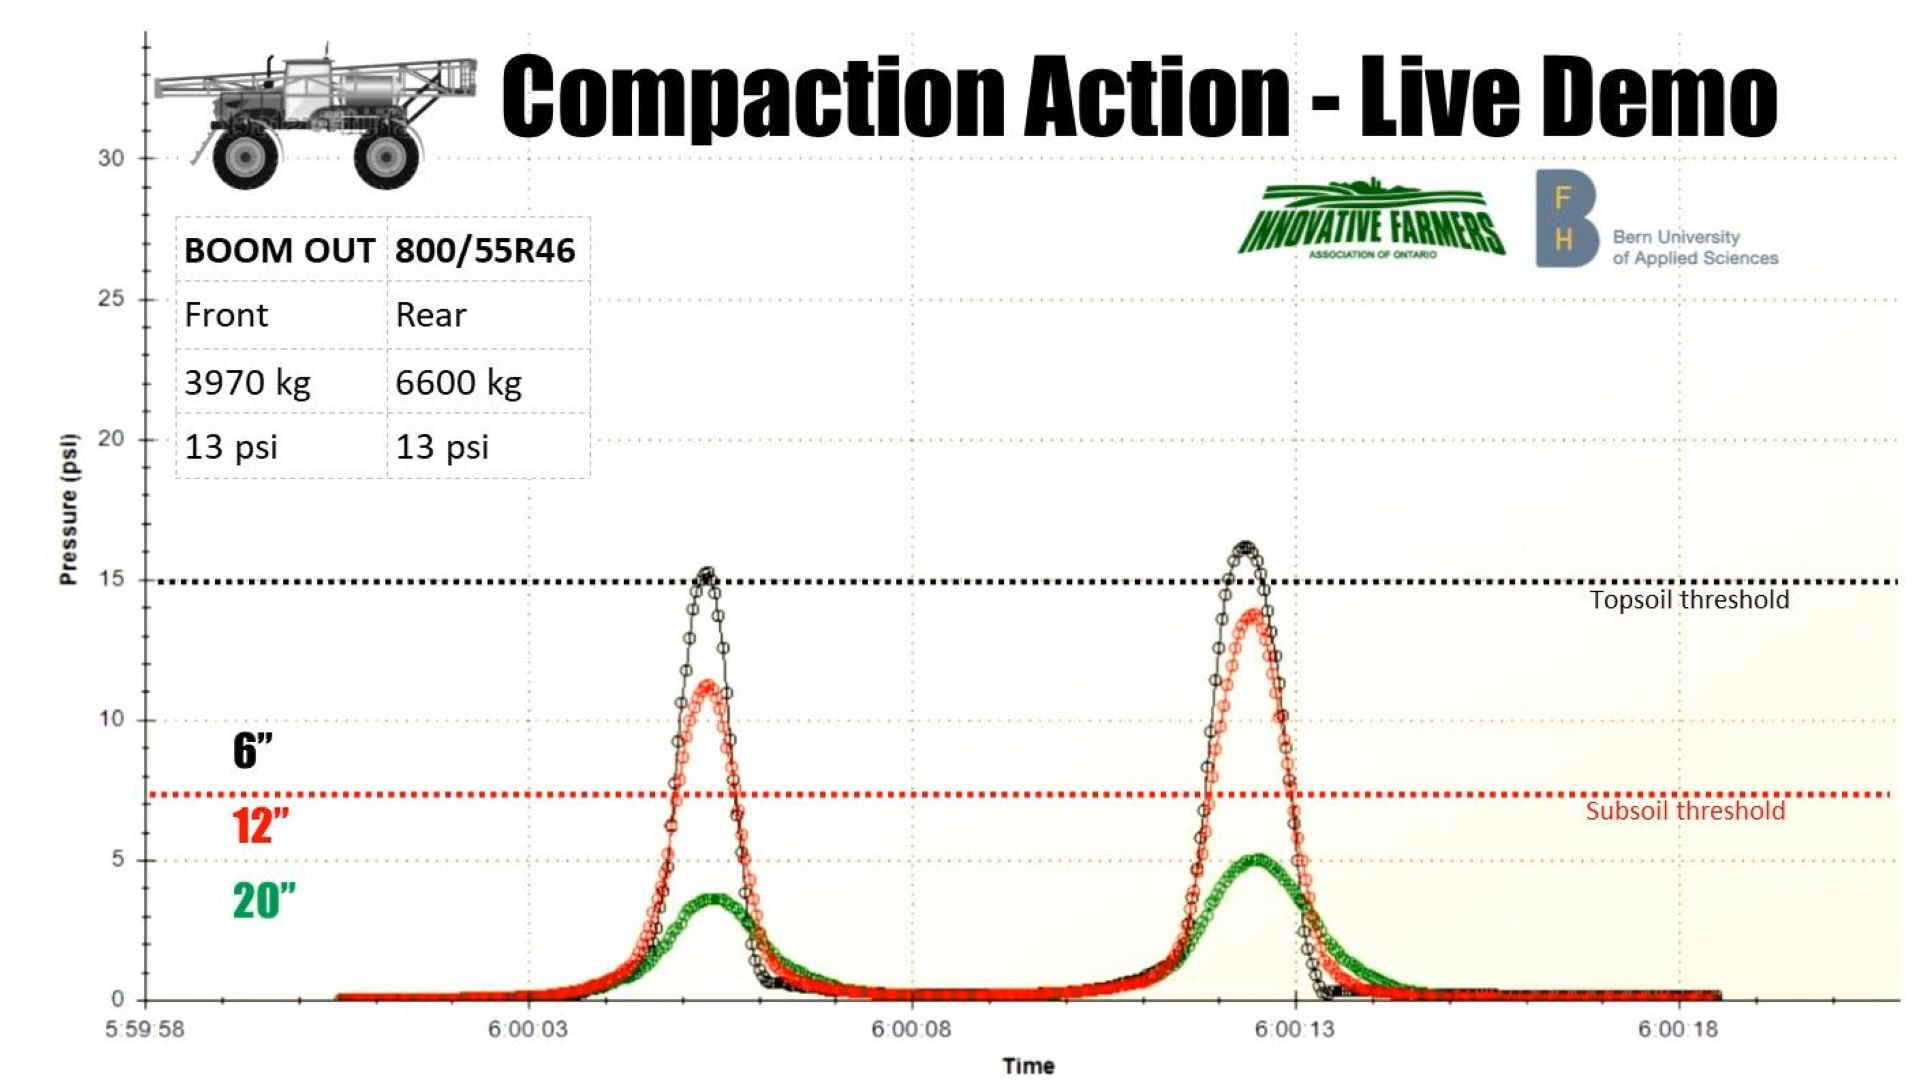 Compaction Action - Live Demo
INNOVATIVE FARMERS
ASSOCIATION OF ONTARIO
F
H
B
Bern University
of Applied Sciences
BOOM OUT 800/55R46
Front Rear
3970 kg 6600 kg
13 psi 13 psi
Pressure (psi)
30
25
20
15
10
5
0
Topsoil threshold
Subsoil threshold
6”
12”
20”
5:59:58 6:00:03 6:00:08 6:00:13 6:00:18
Time